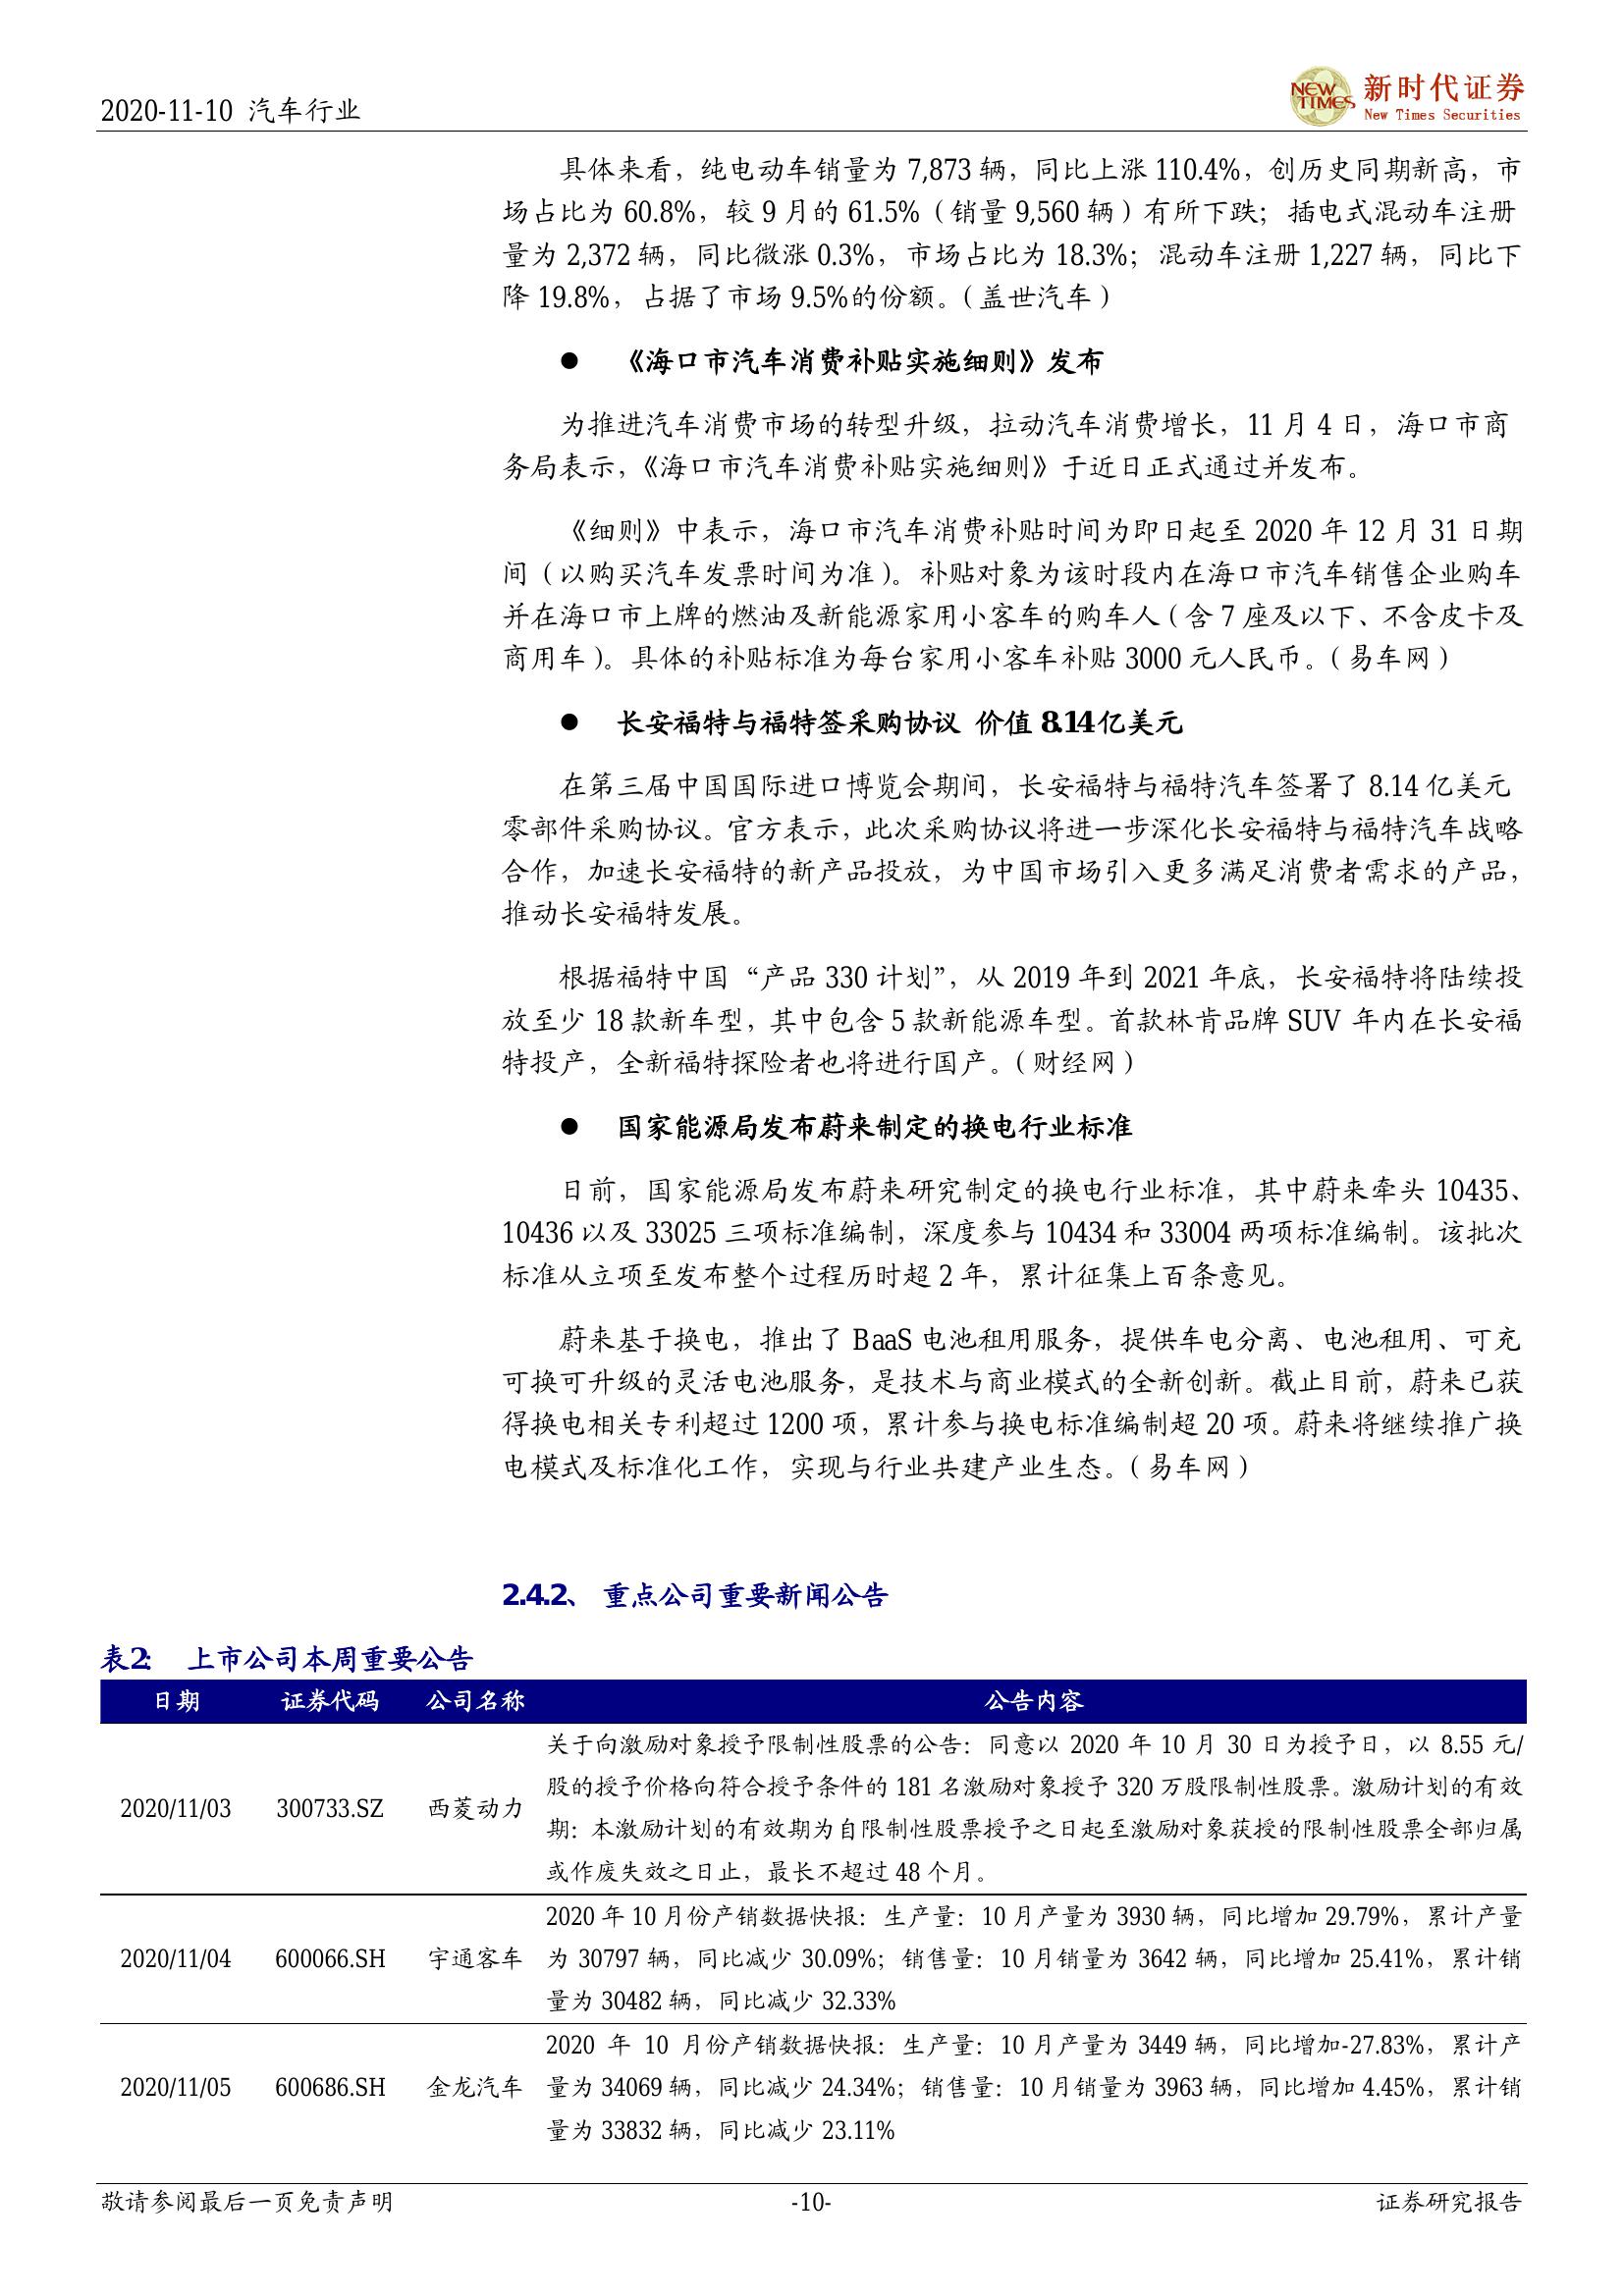 2020-11-10 汽车行业
NEW TIMES 新时代证券
New Times Securities
具体来看，纯电动车销量为 7,873 辆，同比上涨 110.4%，创历史同期新高，市
场占比为 60.8%，较 9 月的 61.5%（销量 9,560 辆）有所下跌；插电式混动车注册
量为 2,372 辆，同比微涨 0.3%，市场占比为 18.3%；混动车注册 1,227 辆，同比下
降 19.8%，占据了市场 9.5%的份额。（盖世汽车）
● 《海口市汽车消费补贴实施细则》发布
为推进汽车消费市场的转型升级，拉动汽车消费增长，11 月 4 日，海口市商
务局表示，《海口市汽车消费补贴实施细则》于近日正式通过并发布。
《细则》中表示，海口市汽车消费补贴时间为即日起至 2020 年 12 月 31 日期
间（以购买汽车发票时间为准）。补贴对象为该时段内在海口市汽车销售企业购车
并在海口市上牌的燃油及新能源家用小客车的购车人（含 7 座及以下、不含皮卡及
商用车）。具体的补贴标准为每台家用小客车补贴 3000 元人民币。（易车网）
● 长安福特与福特签采购协议 价值 8.14 亿美元
在第三届中国国际进口博览会期间，长安福特与福特汽车签署了 8.14 亿美元
零部件采购协议。官方表示，此次采购协议将进一步深化长安福特与福特汽车战略
合作，加速长安福特的新产品投放，为中国市场引入更多满足消费者需求的产品，
推动长安福特发展。
根据福特中国“产品 330 计划”，从 2019 年到 2021 年底，长安福特将陆续投
放至少 18 款新车型，其中包含 5 款新能源车型。首款林肯品牌 SUV 年内在长安福
特投产，全新福特探险者也将进行国产。（财经网）
● 国家能源局发布蔚来制定的换电行业标准
日前，国家能源局发布蔚来研究制定的换电行业标准，其中蔚来牵头 10435、
10436 以及 33025 三项标准编制，深度参与 10434 和 33004 两项标准编制。该批次
标准从立项至发布整个过程历时超 2 年，累计征集上百条意见。
蔚来基于换电，推出了 BaaS 电池租用服务，提供车电分离、电池租用、可充
可换可升级的灵活电池服务，是技术与商业模式的全新创新。截止目前，蔚来已获
得换电相关专利超过 1200 项，累计参与换电标准编制超 20 项。蔚来将继续推广换
电模式及标准化工作，实现与行业共建产业生态。（易车网）
2.4.2、 重点公司重要新闻公告
表2： 上市公司本周重要公告
日期 证券代码 公司名称 公告内容
关于向激励对象授予限制性股票的公告：同意以 2020 年 10 月 30 日为授予日，以 8.55 元/
股的授予价格向符合授予条件的 181 名激励对象授予 320 万股限制性股票。激励计划的有效
2020/11/03 300733.SZ 西菱动力
期：本激励计划的有效期为自限制性股票授予之日起至激励对象获授的限制性股票全部归属
或作废失效之日止，最长不超过 48 个月。
2020 年 10 月份产销数据快报：生产量：10 月产量为 3930 辆，同比增加 29.79%，累计产量
2020/11/04 600066.SH 宇通客车 为 30797 辆，同比减少 30.09%；销售量：10 月销量为 3642 辆，同比增加 25.41%，累计销
量为 30482 辆，同比减少 32.33%
2020 年 10 月份产销数据快报：生产量：10 月产量为 3449 辆，同比增加-27.83%，累计产
2020/11/05 600686.SH 金龙汽车 量为 34069 辆，同比减少 24.34%；销售量：10 月销量为 3963 辆，同比增加 4.45%，累计销
量为 33832 辆，同比减少 23.11%
敬请参阅最后一页免责声明 -10- 证券研究报告